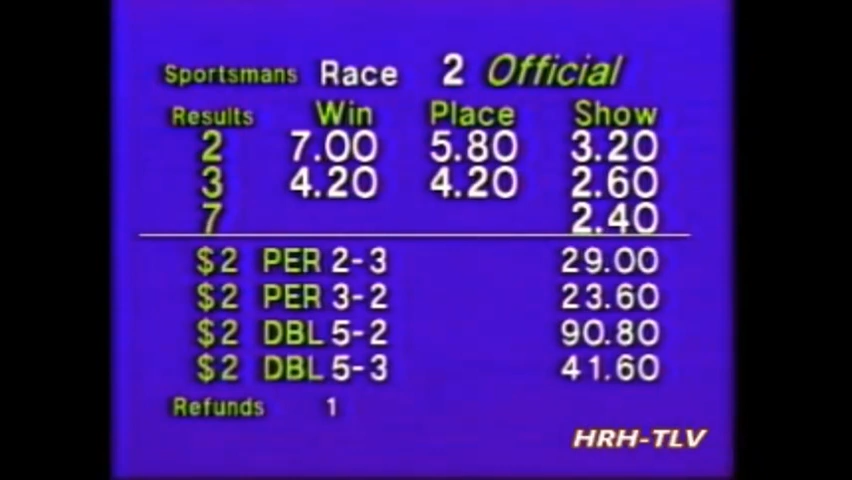 Sportsmans Race 2 Official
Results Win Place Show
2 7.00 5.80 3.20
3 4.20 4.20 2.60
7 2.40
$2 PER 2-3 29.00
$2 PER 3-2 23.60
$2 DBL 5-2 90.80
$2 DBL 5-3 41.60
Refunds 1
HRH-TLV